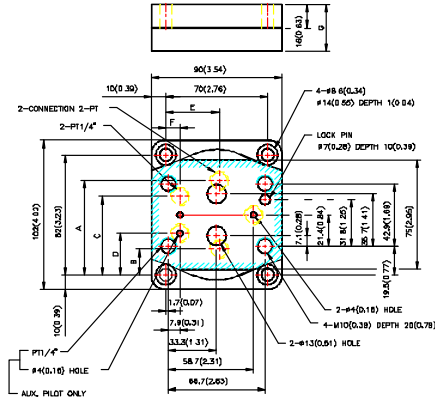 16(0.63)
G
90(3.54)
10(0.39)
70(2.76)
4-ø8.6(0.34)
ø14(0.55) DEPTH 1(0.04)
E
F
2-CONNECTION 2-PT
2-PT1/4"
LOCK PIN
ø7(0.28) DEPTH 10(0.39)
102(4.02)
82(3.23)
A
C
D
B
7.1(0.28)
21.4(0.84)
31.8(1.25)
35.7(1.41)
42.9(1.69)
75(2.95)
19.5(0.77)
10(0.39)
1.7(0.07)
7.9(0.31)
33.3(1.31)
58.7(2.31)
66.7(2.63)
2-ø4(0.16) HOLE
4-M10(0.39) DEPTH 20(0.79)
2-ø13(0.51) HOLE
PT1/4"
ø4(0.16) HOLE
AUX. PILOT ONLY